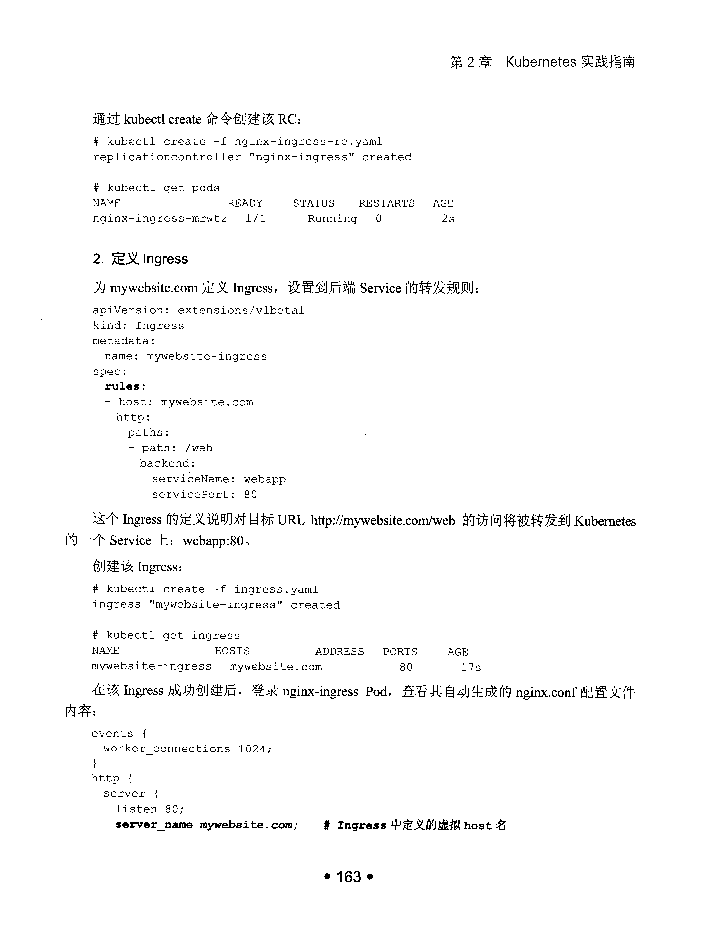 第 2 章 Kubernetes 实践指南
通过 kubectl create 命令创建该 RC：
# kubectl create -f nginx-ingress-rc.yaml
replicationcontroller "nginx-ingress" created
# kubectl get pods
NAME READY STATUS RESTARTS AGE
nginx-ingress-mrwtz 1/1 Running 0 2s
2. 定义 Ingress
为 mywebsite.com 定义 Ingress，设置到后端 Service 的转发规则：
apiVersion: extensions/v1beta1
kind: Ingress
metadata:
  name: mywebsite-ingress
spec:
  rules:
  - host: mywebsite.com
    http:
      paths:
      - path: /web
        backend:
          serviceName: webapp
          servicePort: 80
这个 Ingress 的定义说明对目标 URL http://mywebsite.com/web 的访问将被转发到 Kubernetes
的一个 Service 上：webapp:80。
创建该 Ingress：
# kubectl create -f ingress.yaml
ingress "mywebsite-ingress" created
# kubectl get ingress
NAME HOSTS ADDRESS PORTS AGE
mywebsite-ingress mywebsite.com 80 17s
在该 Ingress 成功创建后，登录 nginx-ingress Pod，查看其自动生成的 nginx.conf 配置文件
内容：
events {
  worker_connections 1024;
}
http {
  server {
    listen 80;
    server_name mywebsite.com; # Ingress 中定义的虚拟 host 名
• 163 •